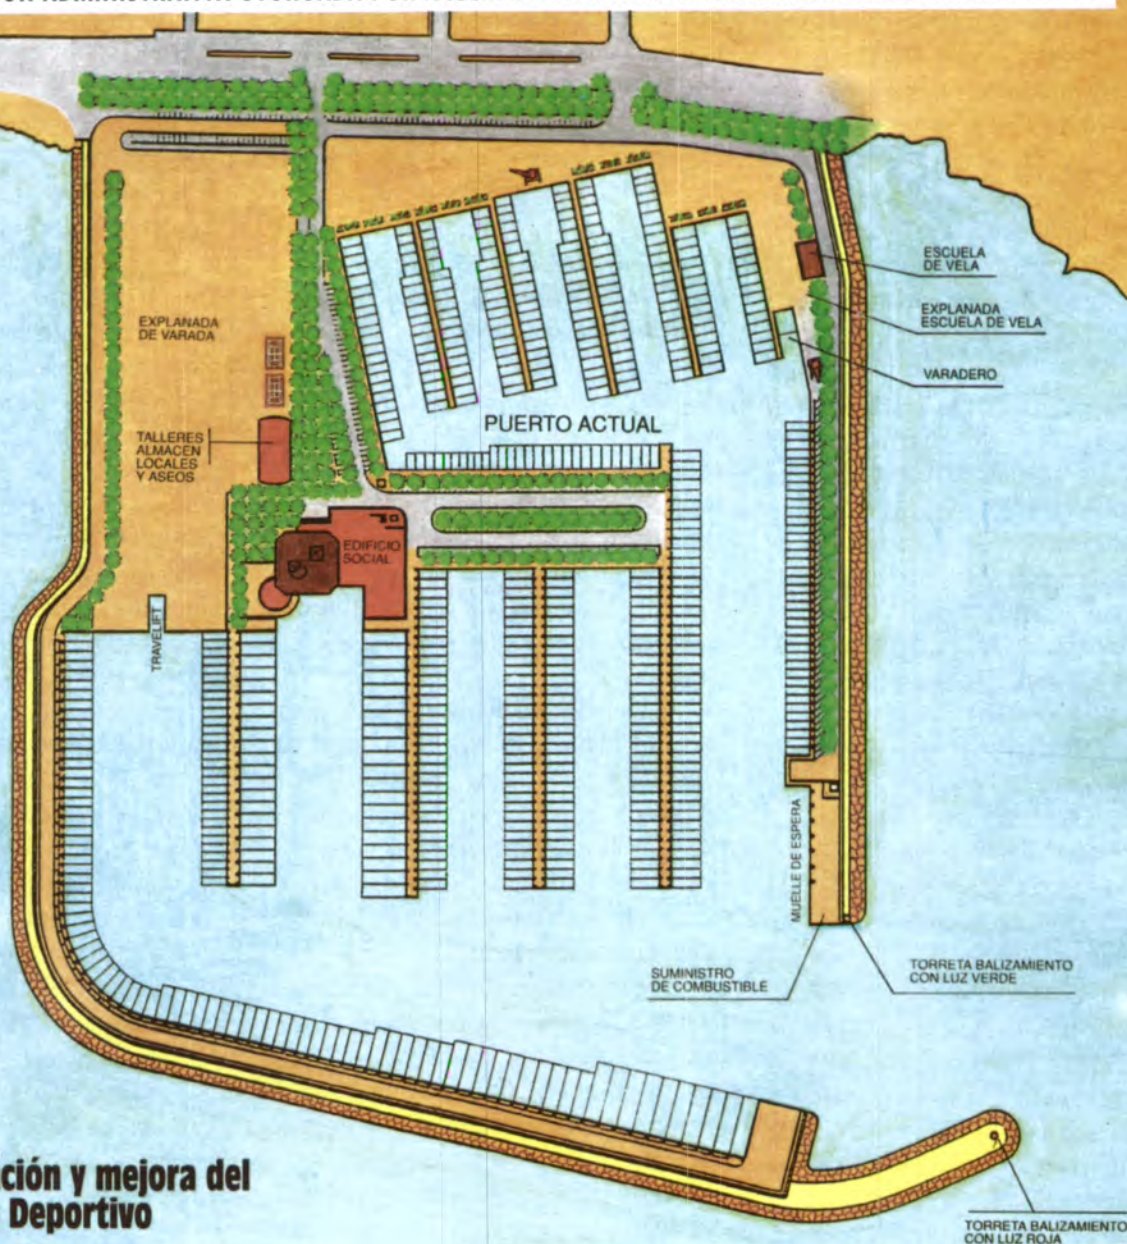 ESCUELA
DE VELA
EXPLANADA
ESCUELA DE VELA
VARADERO
EXPLANADA
DE VARADA
PUERTO ACTUAL
TALLERES
ALMACEN
LOCALES
Y ASEOS
EDIFICIO
SOCIAL
TRAVELIFT
MUELLE DE ESPERA
SUMINISTRO
DE COMBUSTIBLE
TORRETA BALIZAMIENTO
CON LUZ VERDE
ción y mejora del
Deportivo
TORRETA BALIZAMIENTO
CON LUZ ROJA